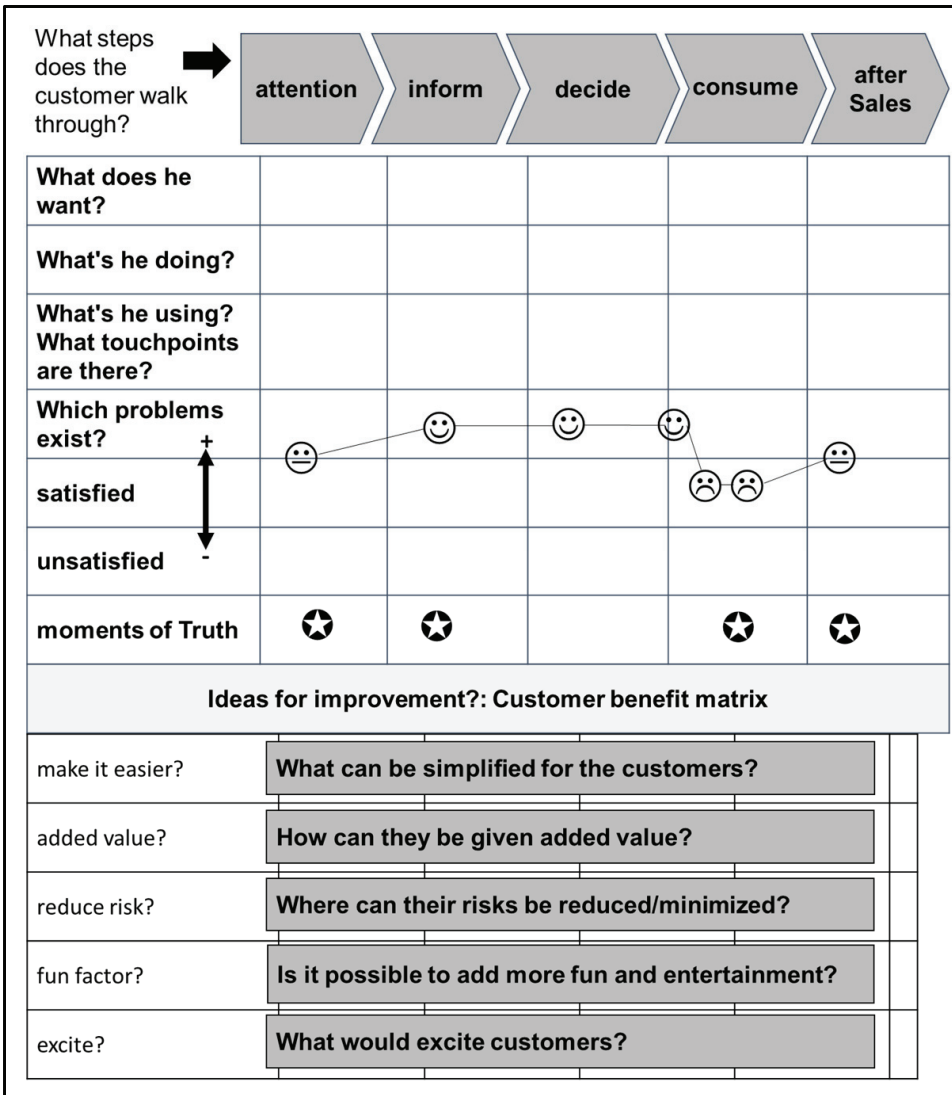 What steps
does the
customer walk
through?
attention
inform
decide
consume
after
Sales
What does he
want?
What's he doing?
What's he using?
What touchpoints
are there?
Which problems
exist?
+
satisfied
unsatisfied
-
moments of Truth
Ideas for improvement?: Customer benefit matrix
make it easier?
What can be simplified for the customers?
added value?
How can they be given added value?
reduce risk?
Where can their risks be reduced/minimized?
fun factor?
Is it possible to add more fun and entertainment?
excite?
What would excite customers?